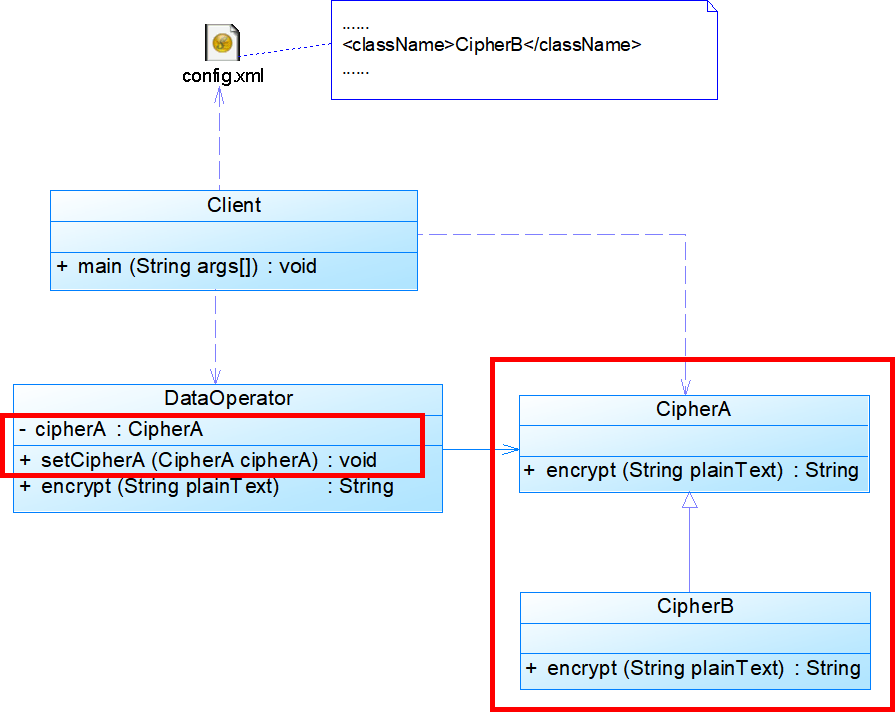 ......
<className>CipherB</className>
......
config.xml
Client
+ main (String args[]) : void
DataOperator
- cipherA : CipherA
+ setCipherA (CipherA cipherA) : void
+ encrypt (String plainText) : String
CipherA
+ encrypt (String plainText) : String
CipherB
+ encrypt (String plainText) : String